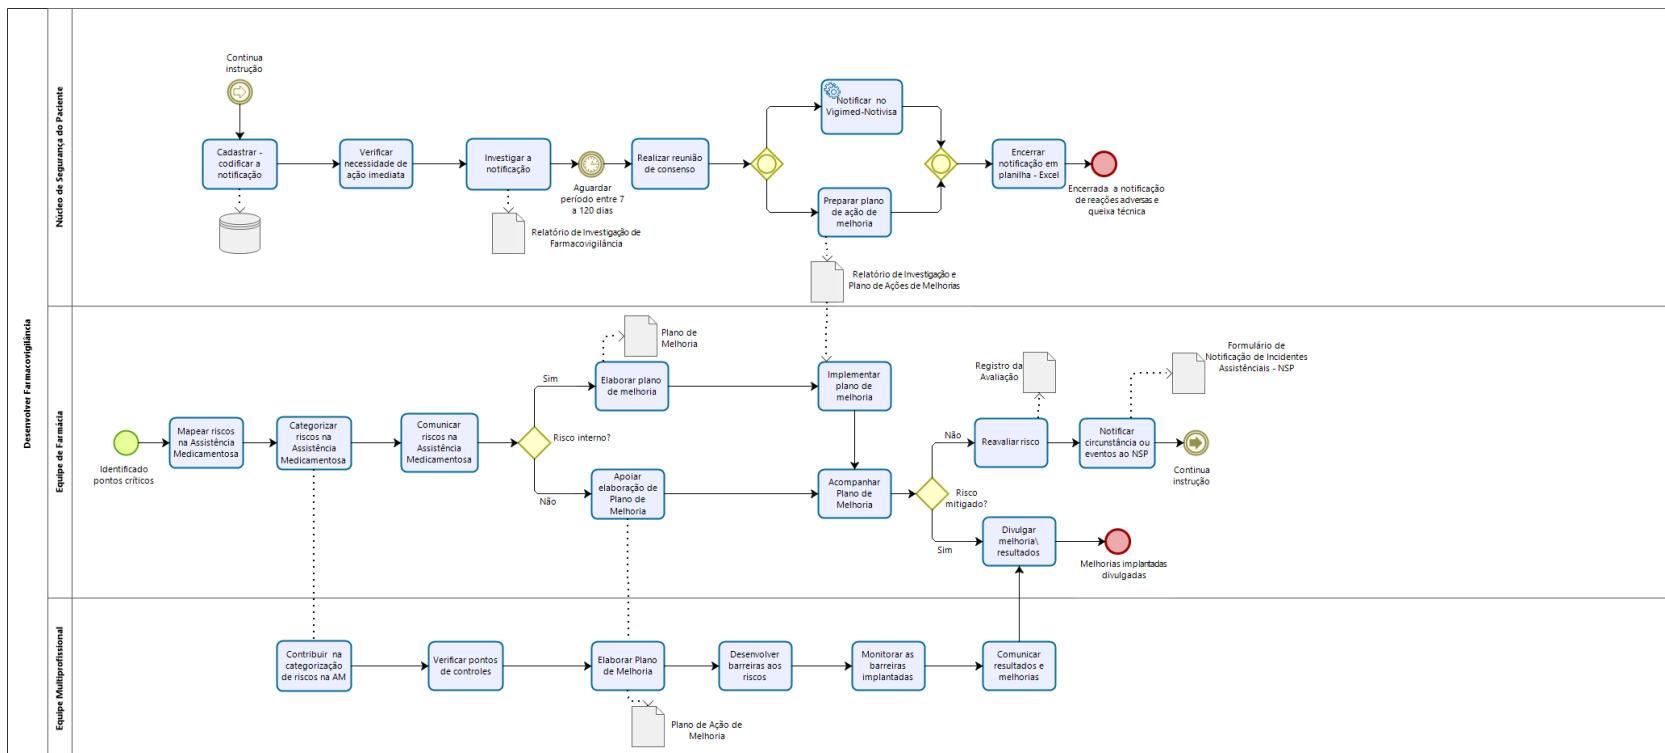 Desenvolver Farmacovigilância
Núcleo de Segurança do Paciente
Continua
instrução
Cadastrar -
codificar a
notificação
Verificar
necessidade de
ação imediata
Investigar a
notificação
Relatório de Investigação de
Farmacovigilância
Aguardar
período entre 7
a 120 dias
Realizar reunião
de consenso
Notificar no
Vigimed-Notivisa
Preparar plano
de ação de
melhoria
Relatório de Investigação e
Plano de Ações de Melhorias
Encerrar
notificação em
planilha - Excel
Encerrada a notificação
de reações adversas e
queixa técnica
Equipe de Farmácia
Identificado
pontos críticos
Mapear riscos
na Assistência
Medicamentosa
Categorizar
riscos na
Assistência
Medicamentosa
Comunicar
riscos na
Assistência
Medicamentosa
Risco interno?
Sim
Elaborar plano
de melhoria
Plano de
Melhoria
Não
Apoiar
elaboração de
Plano de
Melhoria
Implementar
plano de
melhoria
Acompanhar
Plano de
Melhoria
Risco
mitigado?
Não
Reavaliar risco
Registro da
Avaliação
Notificar
circunstância ou
eventos ao NSP
Formulário de
Notificação de Incidentes
Assistênciais - NSP
Continua
instrução
Sim
Divulgar
melhoria\
resultados
Melhorias implantadas
divulgadas
Equipe Multiprofissional
Contribuir na
categorização
de riscos na AM
Verificar pontos
de controles
Elaborar Plano
de Melhoria
Plano de Ação de
Melhoria
Desenvolver
barreiras aos
riscos
Monitorar as
barreiras
implantadas
Comunicar
resultados e
melhorias